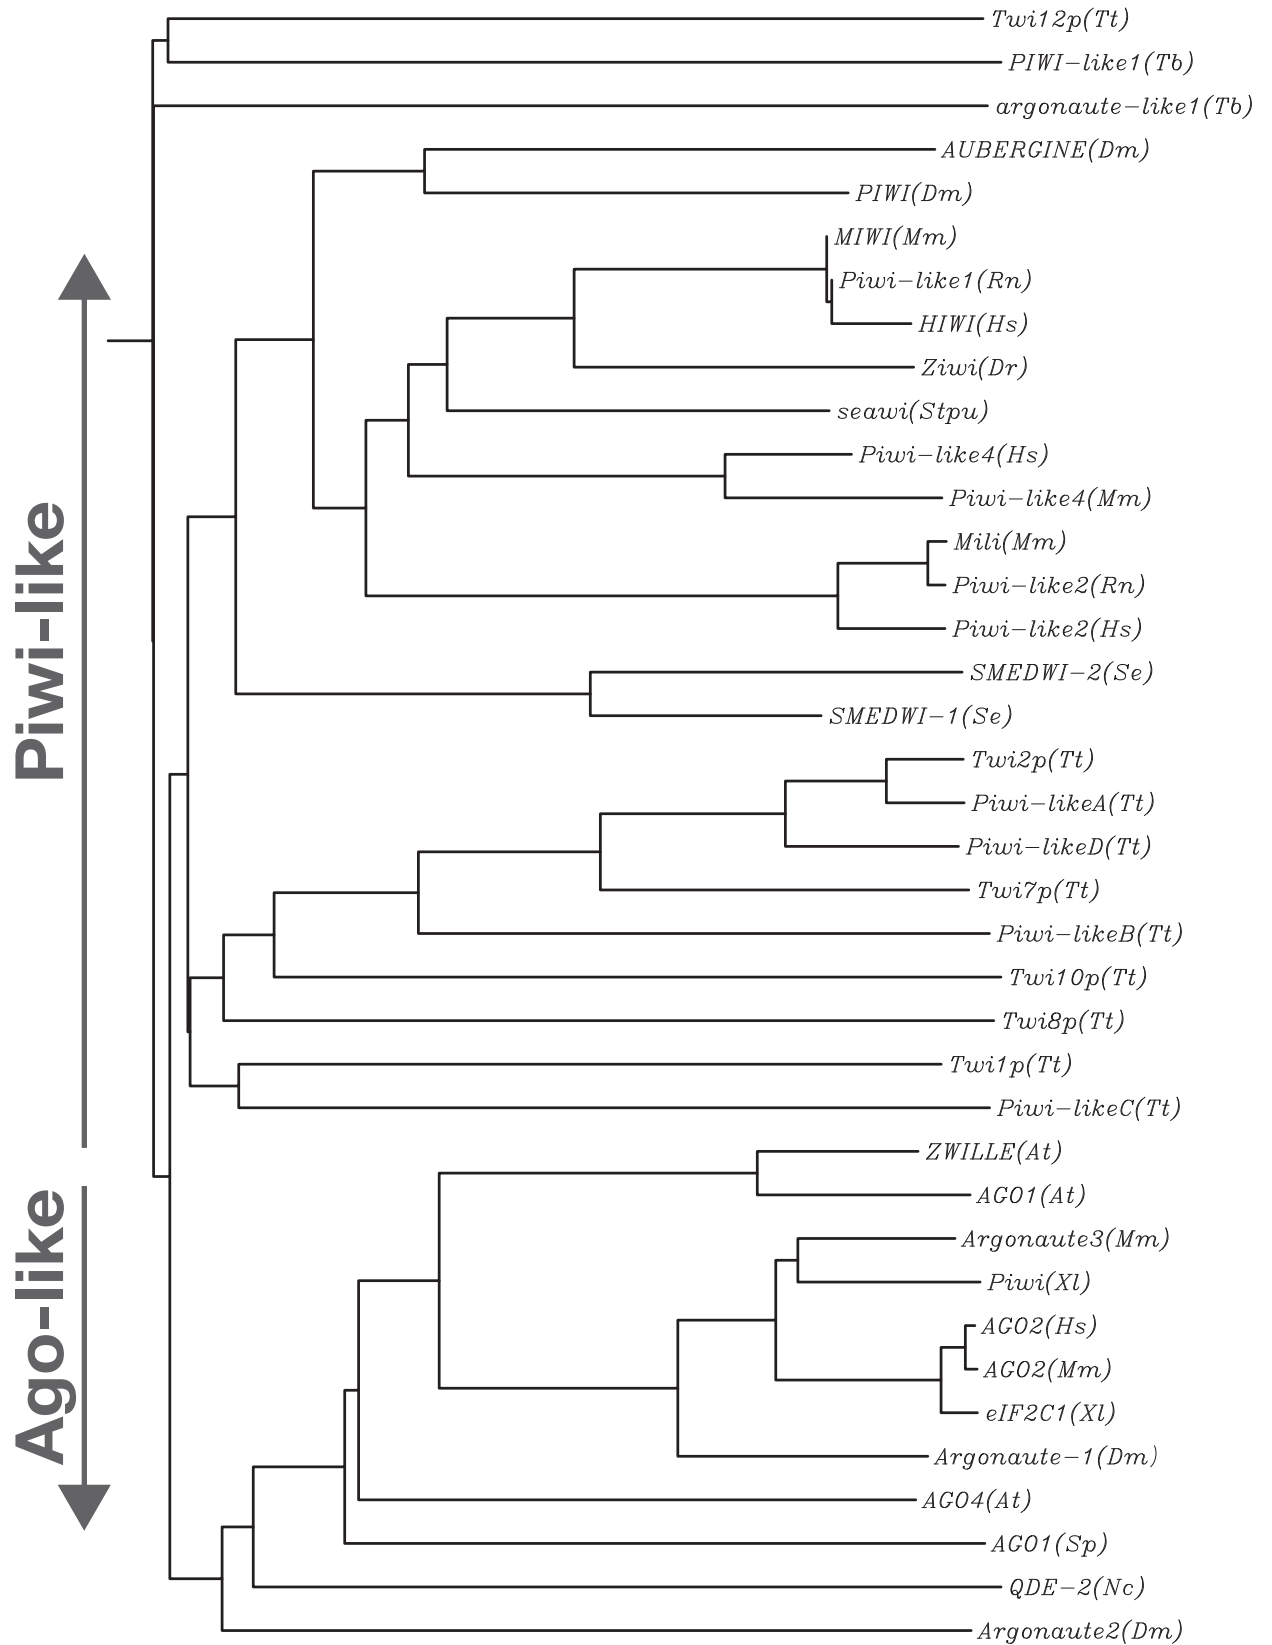 Twi12p(Tt)
PIWI-like1(Tb)
argonaute-like1(Tb)
AUBERGINE(Dm)
PIWI(Dm)
MIWI(Mm)
Piwi-like1(Rn)
HIWI(Hs)
Ziwi(Dr)
seawi(Stpu)
Piwi-like4(Hs)
Piwi-like4(Mm)
Mili(Mm)
Piwi-like2(Rn)
Piwi-like2(Hs)
SMEDWI-2(Se)
SMEDWI-1(Se)
Twi2p(Tt)
Piwi-likeA(Tt)
Piwi-likeD(Tt)
Twi7p(Tt)
Piwi-likeB(Tt)
Twi10p(Tt)
Twi8p(Tt)
Twi1p(Tt)
Piwi-likeC(Tt)
ZWILLE(At)
AGO1(At)
Argonaute3(Mm)
Piwi(Xl)
AGO2(Hs)
AGO2(Mm)
eIF2C1(Xl)
Argonaute-1(Dm)
AGO4(At)
AGO1(Sp)
QDE-2(Nc)
Argonaute2(Dm)
Piwi-like
Ago-like